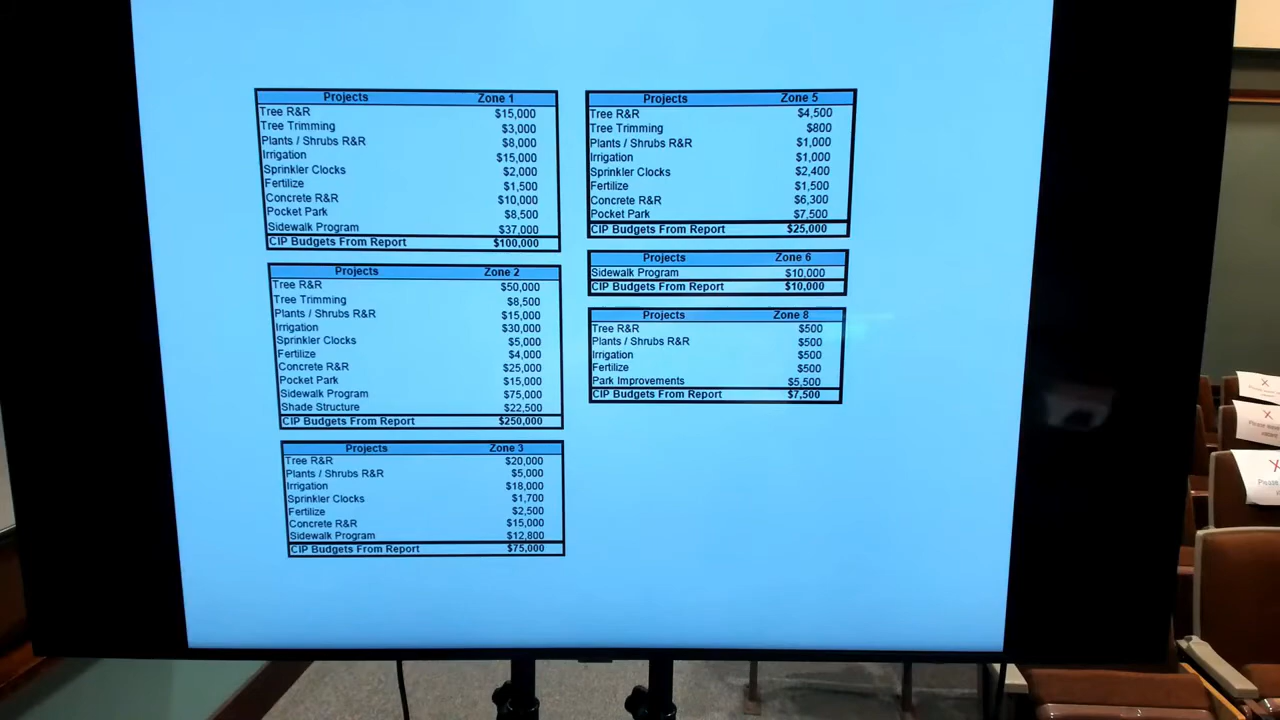 Projects Zone 1
Tree R&R $15,000
Tree Trimming $3,000
Plants / Shrubs R&R $8,000
Irrigation $15,000
Sprinkler Clocks $2,000
Fertilize $1,500
Concrete R&R $10,000
Pocket Park $8,500
Sidewalk Program $37,000
CIP Budgets From Report $100,000
Projects Zone 2
Tree R&R $50,000
Tree Trimming $8,500
Plants / Shrubs R&R $15,000
Irrigation $30,000
Sprinkler Clocks $5,000
Fertilize $4,000
Concrete R&R $25,000
Pocket Park $15,000
Sidewalk Program $75,000
Shade Structure $22,500
CIP Budgets From Report $250,000
Projects Zone 3
Tree R&R $20,000
Plants / Shrubs R&R $5,000
Irrigation $18,000
Sprinkler Clocks $1,700
Fertilize $2,500
Concrete R&R $15,000
Sidewalk Program $12,800
CIP Budgets From Report $75,000
Projects Zone 5
Tree R&R $4,500
Tree Trimming $800
Plants / Shrubs R&R $1,000
Irrigation $1,000
Sprinkler Clocks $2,400
Fertilize $1,500
Concrete R&R $6,300
Pocket Park $7,500
CIP Budgets From Report $25,000
Projects Zone 6
Sidewalk Program $10,000
CIP Budgets From Report $10,000
Projects Zone 8
Tree R&R $500
Plants / Shrubs R&R $500
Irrigation $500
Fertilize $500
Park Improvements $5,500
CIP Budgets From Report $7,500
X
X
Please
X
Please